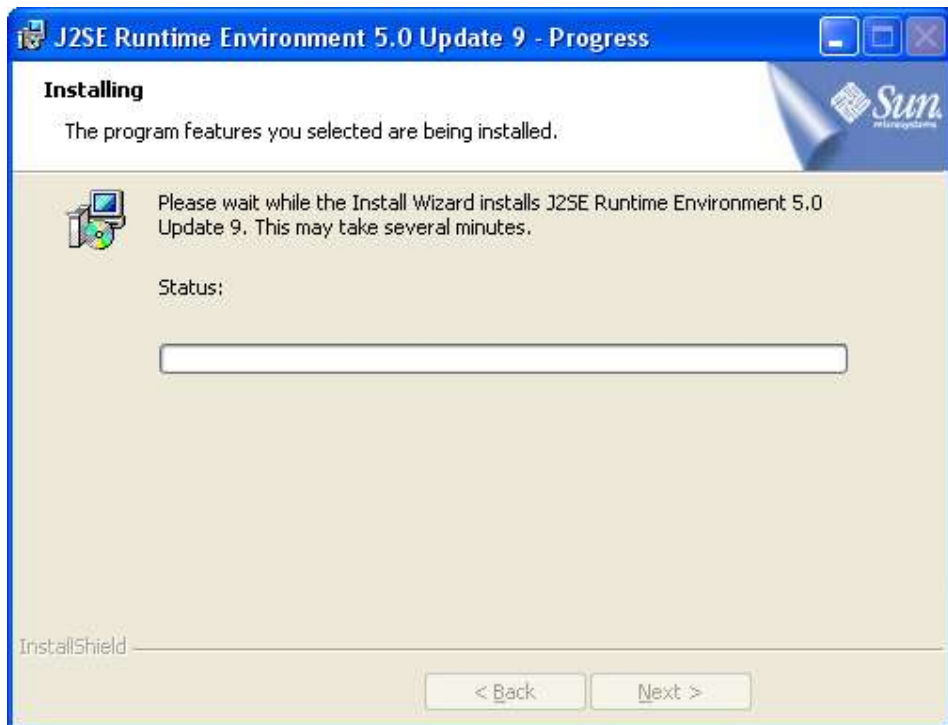 J2SE Runtime Environment 5.0 Update 9 - Progress
Installing
The program features you selected are being installed.
Sun
microsystems
Please wait while the Install Wizard installs J2SE Runtime Environment 5.0
Update 9. This may take several minutes.
Status:
InstallShield
< Back
Next >